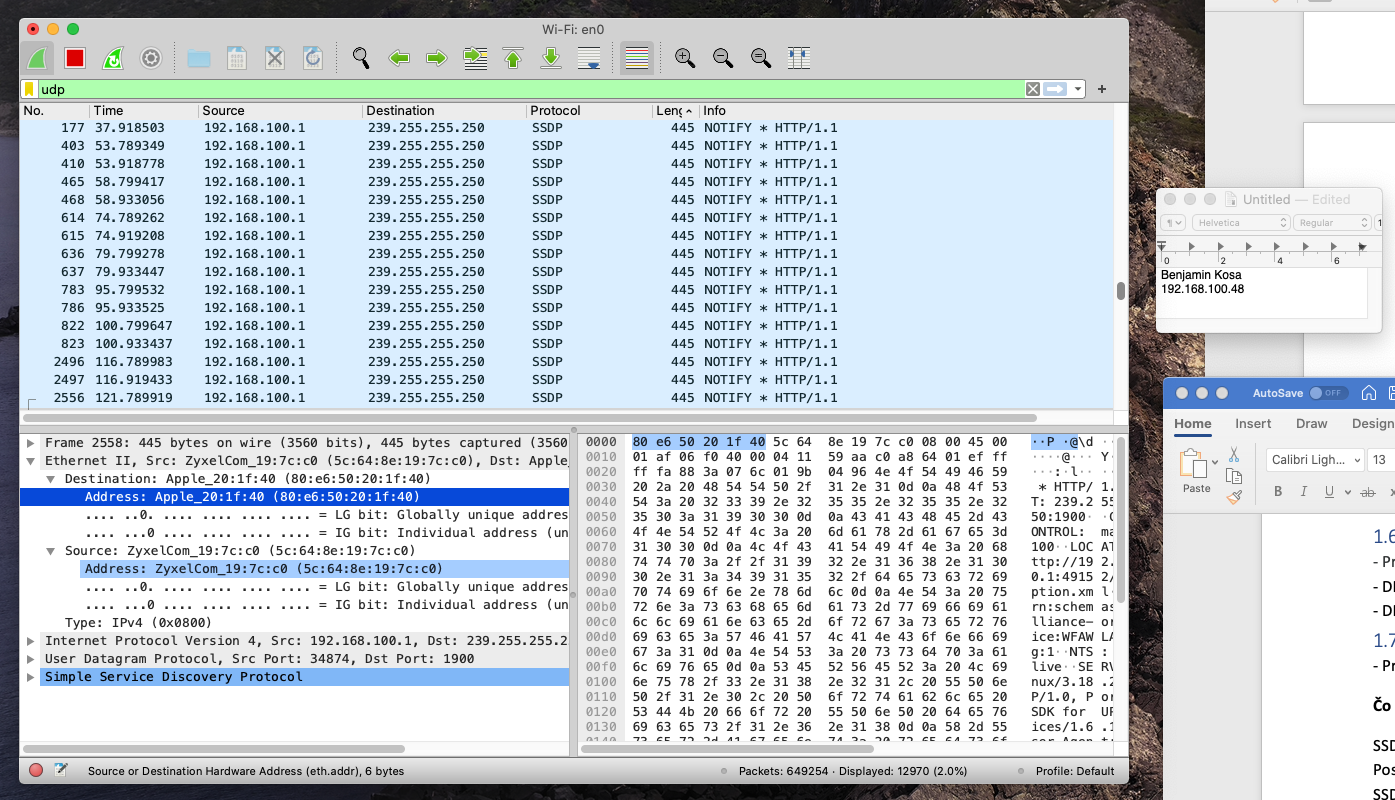 Wi-Fi: en0
udp
No. Time Source Destination Protocol Leng Info
177 37.918503 192.168.100.1 239.255.255.250 SSDP 445 NOTIFY * HTTP/1.1
403 53.789349 192.168.100.1 239.255.255.250 SSDP 445 NOTIFY * HTTP/1.1
410 53.918778 192.168.100.1 239.255.255.250 SSDP 445 NOTIFY * HTTP/1.1
465 58.799417 192.168.100.1 239.255.255.250 SSDP 445 NOTIFY * HTTP/1.1
468 58.933056 192.168.100.1 239.255.255.250 SSDP 445 NOTIFY * HTTP/1.1
614 74.789262 192.168.100.1 239.255.255.250 SSDP 445 NOTIFY * HTTP/1.1
615 74.919208 192.168.100.1 239.255.255.250 SSDP 445 NOTIFY * HTTP/1.1
636 79.799278 192.168.100.1 239.255.255.250 SSDP 445 NOTIFY * HTTP/1.1
637 79.933447 192.168.100.1 239.255.255.250 SSDP 445 NOTIFY * HTTP/1.1
783 95.799532 192.168.100.1 239.255.255.250 SSDP 445 NOTIFY * HTTP/1.1
786 95.933525 192.168.100.1 239.255.255.250 SSDP 445 NOTIFY * HTTP/1.1
822 100.799647 192.168.100.1 239.255.255.250 SSDP 445 NOTIFY * HTTP/1.1
823 100.933437 192.168.100.1 239.255.255.250 SSDP 445 NOTIFY * HTTP/1.1
2496 116.789983 192.168.100.1 239.255.255.250 SSDP 445 NOTIFY * HTTP/1.1
2497 116.919433 192.168.100.1 239.255.255.250 SSDP 445 NOTIFY * HTTP/1.1
2556 121.789919 192.168.100.1 239.255.255.250 SSDP 445 NOTIFY * HTTP/1.1
Frame 2558: 445 bytes on wire (3560 bits), 445 bytes captured (3560
Ethernet II, Src: ZyxelCom_19:7c:c0 (5c:64:8e:19:7c:c0), Dst: Apple_
Destination: Apple_20:1f:40 (80:e6:50:20:1f:40)
Address: Apple_20:1f:40 (80:e6:50:20:1f:40)
.... ..0. .... .... .... .... = LG bit: Globally unique addres
.... ...0 .... .... .... .... = IG bit: Individual address (un
Source: ZyxelCom_19:7c:c0 (5c:64:8e:19:7c:c0)
Address: ZyxelCom_19:7c:c0 (5c:64:8e:19:7c:c0)
.... ..0. .... .... .... .... = LG bit: Globally unique addres
.... ...0 .... .... .... .... = IG bit: Individual address (un
Type: IPv4 (0x0800)
Internet Protocol Version 4, Src: 192.168.100.1, Dst: 239.255.255.2
User Datagram Protocol, Src Port: 34874, Dst Port: 1900
Simple Service Discovery Protocol
0000 80 e6 50 20 1f 40 5c 64 8e 19 7c c0 08 00 45 00 ··P ·@\d ··
0010 01 af 06 f0 40 00 04 11 59 aa c0 a8 64 01 ef ff ····@··· Y
0020 ff fa 88 3a 07 6c 01 9b 04 96 4e 4f 54 49 46 59 ···:·l··
0030 20 2a 20 48 54 54 50 2f 31 2e 31 0d 0a 48 4f 53 * HTTP/ 1
0040 54 3a 20 32 33 39 2e 32 35 35 2e 32 35 35 2e 32 T: 239.2 55
0050 35 30 3a 31 39 30 30 0d 0a 43 41 43 48 45 2d 43 50:1900· ·C
0060 4f 4e 54 52 4f 4c 3a 20 6d 61 78 2d 61 67 65 3d ONTROL: ma
0070 31 30 30 0d 0a 4c 4f 43 41 54 49 4f 4e 3a 20 68 100··LOC AT
0080 74 74 70 3a 2f 2f 31 39 32 2e 31 36 38 2e 31 30 ttp://19 2.
0090 30 2e 31 3a 34 39 31 35 32 2f 64 65 73 63 72 69 0.1:4915 2/
00a0 70 74 69 6f 6e 2e 78 6d 6c 0d 0a 4e 54 3a 20 75 ption.xm l·
00b0 72 6e 3a 73 63 68 65 6d 61 73 2d 77 69 66 69 61 rn:schem as
00c0 6c 6c 69 61 6e 63 65 2d 6f 72 67 3a 73 65 72 76 lliance- or
00d0 69 63 65 3a 57 46 41 57 4c 41 4e 43 6f 6e 66 69 ice:WFAW LA
00e0 67 3a 31 0d 0a 4e 54 53 3a 20 73 73 64 70 3a 61 g:1··NTS :
00f0 6c 69 76 65 0d 0a 53 45 52 56 45 52 3a 20 4c 69 live··SE RV
0100 6e 75 78 2f 33 2e 31 38 2e 32 31 2c 20 55 50 6e nux/3.18 .2
0110 50 2f 31 2e 30 2c 20 50 6f 72 74 61 62 6c 65 20 P/1.0, P or
0120 53 44 4b 20 66 6f 72 20 55 50 6e 50 20 64 65 76 SDK for UP
0130 69 63 65 73 2f 31 2e 36 2e 31 38 0d 0a 58 2d 55 ices/1.6 .1
Source or Destination Hardware Address (eth.addr), 6 bytes
Packets: 649254 · Displayed: 12970 (2.0%)
Profile: Default
Untitled — Edited
Helvetica Regular
0 2 4 6
Benjamin Kosa
192.168.100.48
AutoSave OFF
Home Insert Draw Design
Paste Calibri Ligh... 13
B I U ab x
1.6
- Pr
- DI
- DI
1.7
- Pr
Čo
SSD
Pos
SSD